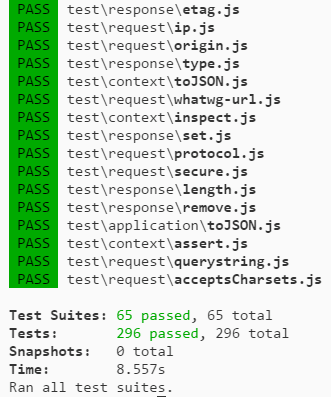 PASS test\response\etag.js
PASS test\request\ip.js
PASS test\request\origin.js
PASS test\response\type.js
PASS test\context\toJSON.js
PASS test\request\whatwg-url.js
PASS test\context\inspect.js
PASS test\response\set.js
PASS test\request\protocol.js
PASS test\request\secure.js
PASS test\response\length.js
PASS test\response\remove.js
PASS test\application\toJSON.js
PASS test\context\assert.js
PASS test\request\querystring.js
PASS test\request\acceptsCharsets.js
Test Suites: 65 passed, 65 total
Tests: 296 passed, 296 total
Snapshots: 0 total
Time: 8.557s
Ran all test suites.